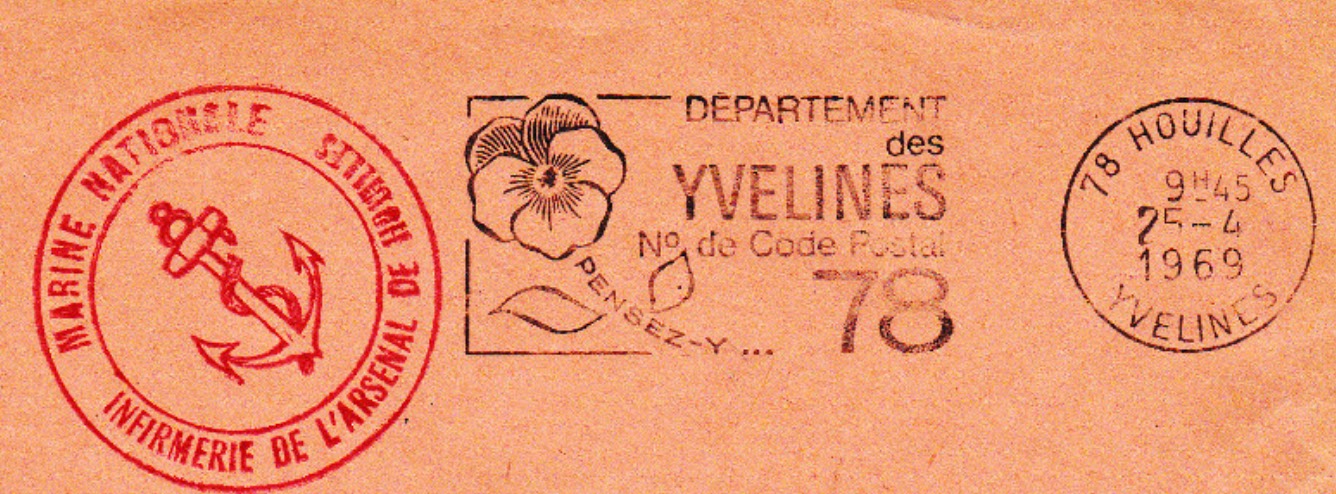 MARINE NATIONALE
INFIRMERIE DE L'ARSENAL DE HOUILLES
DÉPARTEMENT
des
YVELINES
Nº de Code Postal
78
PENSEZ-Y ...
78 HOUILLES
9H45
25-4
1969
YVELINES